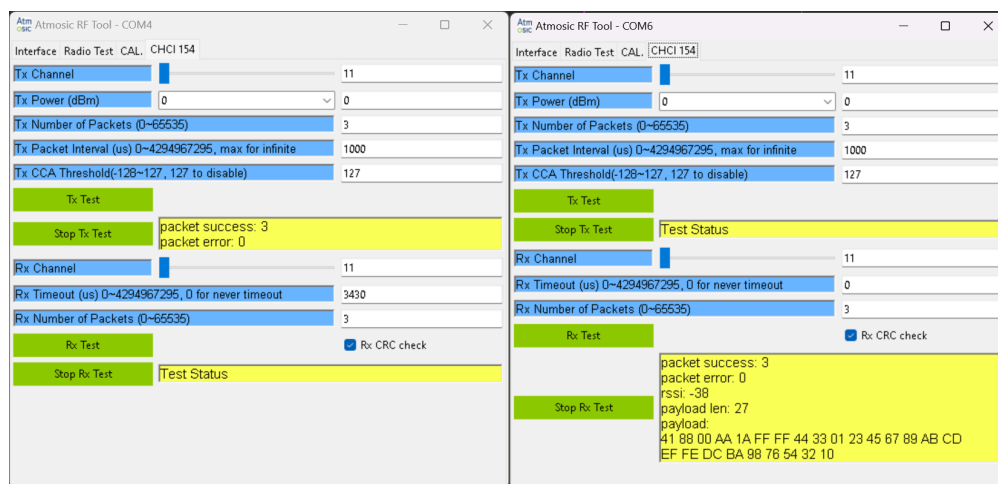 Atmosic Atmosic RF Tool - COM4
Interface Radio Test CAL. CHCI 154
Tx Channel 11
Tx Power (dBm) 0 0
Tx Number of Packets (0~65535) 3
Tx Packet Interval (us) 0~4294967295, max for infinite 1000
Tx CCA Threshold(-128~127, 127 to disable) 127
Tx Test
Stop Tx Test
packet success: 3
packet error: 0
Rx Channel 11
Rx Timeout (us) 0~4294967295, 0 for never timeout 3430
Rx Number of Packets (0~65535) 3
Rx Test Rx CRC check
Stop Rx Test Test Status
Atmosic Atmosic RF Tool - COM6
Interface Radio Test CAL. CHCI 154
Tx Channel 11
Tx Power (dBm) 0 0
Tx Number of Packets (0~65535) 3
Tx Packet Interval (us) 0~4294967295, max for infinite 1000
Tx CCA Threshold(-128~127, 127 to disable) 127
Tx Test
Stop Tx Test Test Status
Rx Channel 11
Rx Timeout (us) 0~4294967295, 0 for never timeout 0
Rx Number of Packets (0~65535) 3
Rx Test Rx CRC check
Stop Rx Test
packet success: 3
packet error: 0
rssi: -38
payload len: 27
payload:
41 88 00 AA 1A FF FF 44 33 01 23 45 67 89 AB CD
EF FE DC BA 98 76 54 32 10